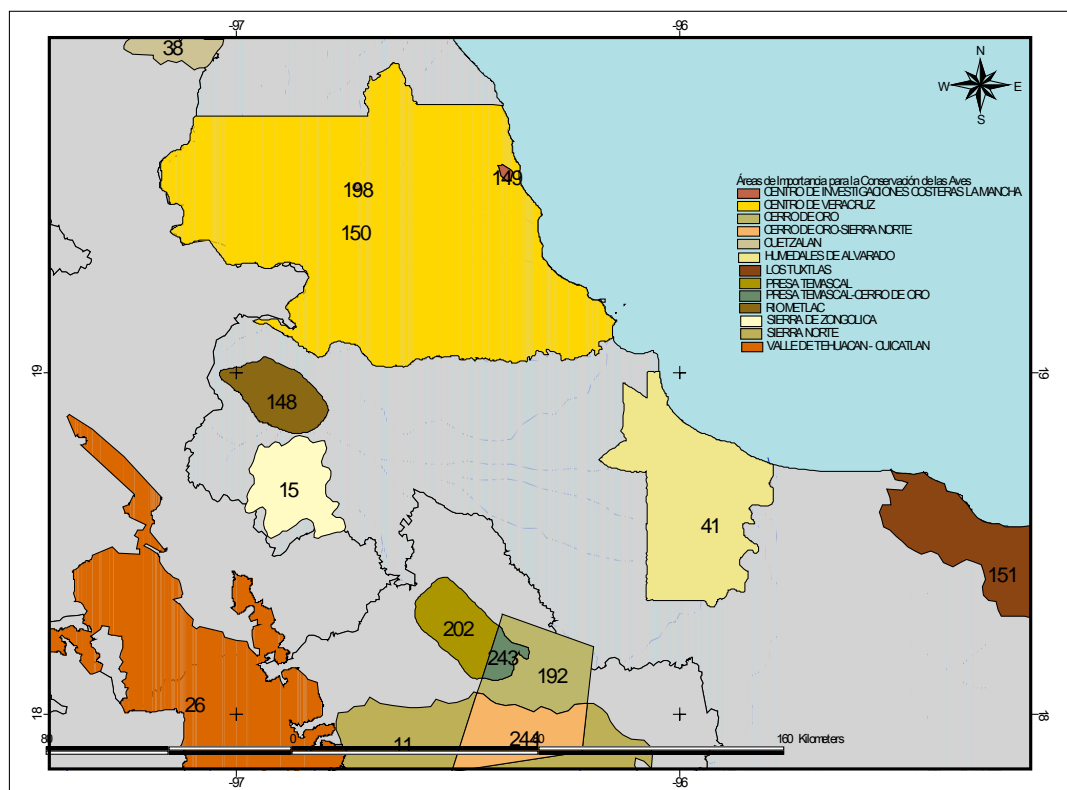 -97
-96
38
N
W
E
S
149
198
150
Áreas de Importancia para la Conservación de las Aves
CENTRO DE INVESTIGACIONES COSTERAS LA MANCHA
CENTRO DE VERACRUZ
CERRO DE ORO
CERRO DE ORO-SIERRA NORTE
CUETZALAN
HUMEDALES DE ALVARADO
LOS TUXTLAS
PRESA TEMASCAL
PRESA TEMASCAL-CERRO DE ORO
RIO METLAC
SIERRA DE ZONGOLICA
SIERRA NORTE
VALLE DE TEHUACAN - CUICATLAN
19
19
148
15
41
151
202
243
192
26
18
18
11
244
80
0
80
160 Kilometers
-97
-96